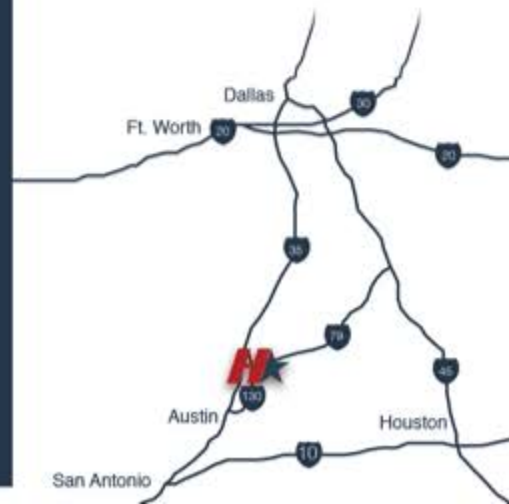 Dallas
30
Ft. Worth
20
20
35
79
H
130
45
Austin
Houston
10
San Antonio